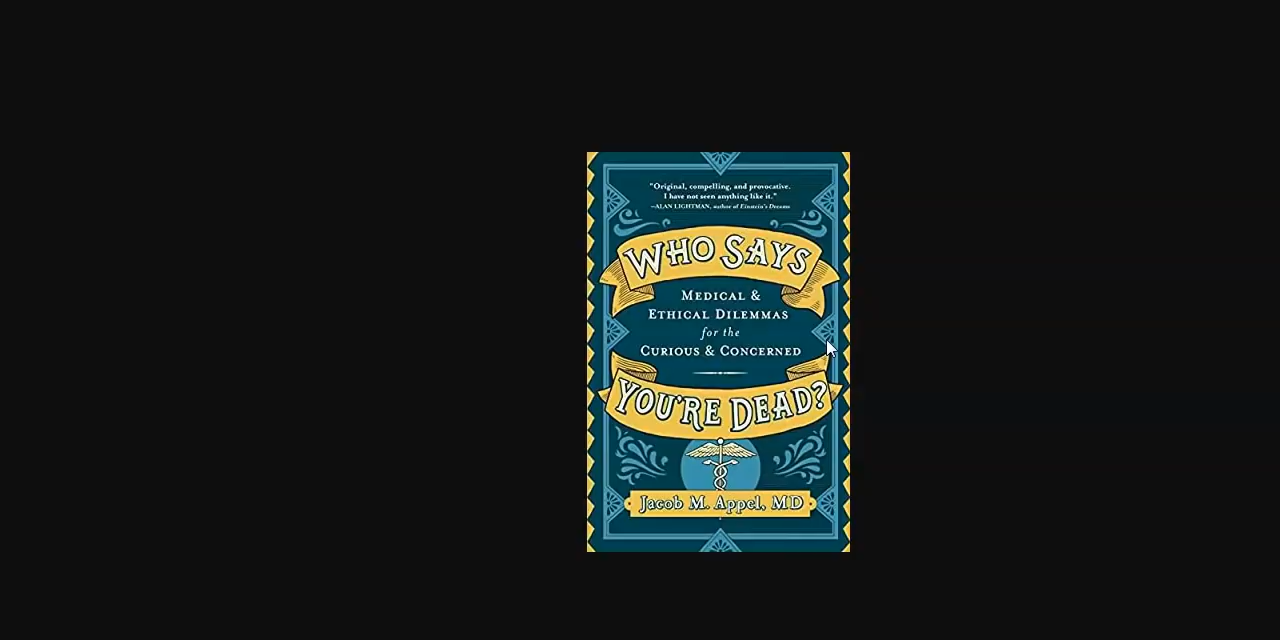 "Original, compelling, and provocative.
I have not seen anything like it."
—ALAN LIGHTMAN, author of Einstein's Dreams
WHO SAYS
MEDICAL &
ETHICAL DILEMMAS
for the
CURIOUS & CONCERNED
YOU'RE DEAD?
Jacob M. Appel, MD